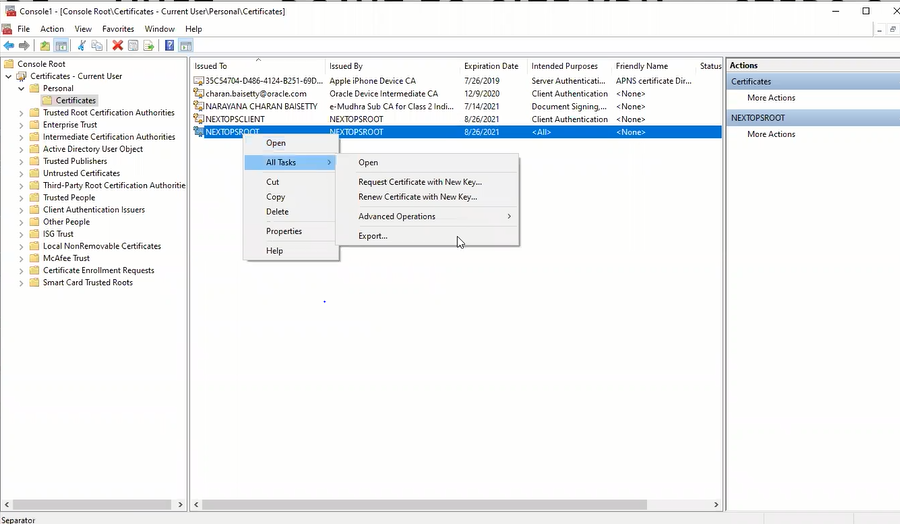 Console1 - [Console Root\Certificates - Current User\Personal\Certificates]
File Action View Favorites Window Help
Console Root
Certificates - Current User
Personal
Certificates
Trusted Root Certification Authorities
Enterprise Trust
Intermediate Certification Authorities
Active Directory User Object
Trusted Publishers
Untrusted Certificates
Third-Party Root Certification Authoritie
Trusted People
Client Authentication Issuers
Other People
ISG Trust
Local NonRemovable Certificates
McAfee Trust
Certificate Enrollment Requests
Smart Card Trusted Roots
Issued To Issued By Expiration Date Intended Purposes Friendly Name Status
35C54704-D486-4124-B251-69D... Apple iPhone Device CA 7/26/2019 Server Authenticati... APNS certificate Dir...
charan.baisetty@oracle.com Oracle Device Intermediate CA 12/9/2020 Client Authentication <None>
NARAYANA CHARAN BAISETTY e-Mudhra Sub CA for Class 2 Indi... 7/14/2021 Document Signing,... <None>
NEXTOPSCLIENT NEXTOPSROOT 8/26/2021 Client Authentication <None>
NEXTOPSROOT NEXTOPSROOT 8/26/2021 <All> <None>
Open
All Tasks
Cut
Copy
Delete
Properties
Help
Open
Request Certificate with New Key...
Renew Certificate with New Key...
Advanced Operations
Export...
Actions
Certificates
More Actions
NEXTOPSROOT
More Actions
Separator